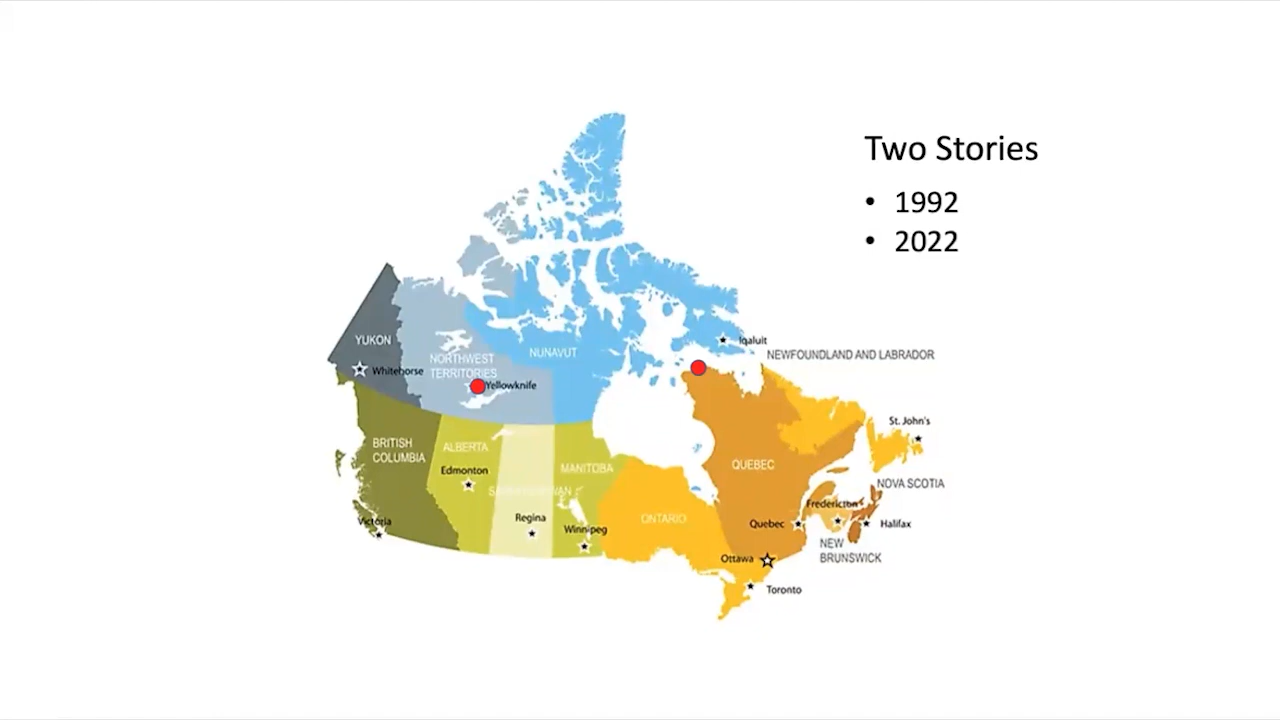 Two Stories
• 1992
• 2022
Iqaluit
YUKON
NUNAVUT
NEWFOUNDLAND AND LABRADOR
NORTHWEST
TERRITORIES
Whitehorse
Yellowknife
St. John's
BRITISH
COLUMBIA
ALBERTA
Edmonton
MANITOBA
QUEBEC
NOVA SCOTIA
SASKATCHEWAN
Fredericton
Victoria
Regina
Winnipeg
ONTARIO
Quebec
Halifax
NEW
BRUNSWICK
Ottawa
Toronto